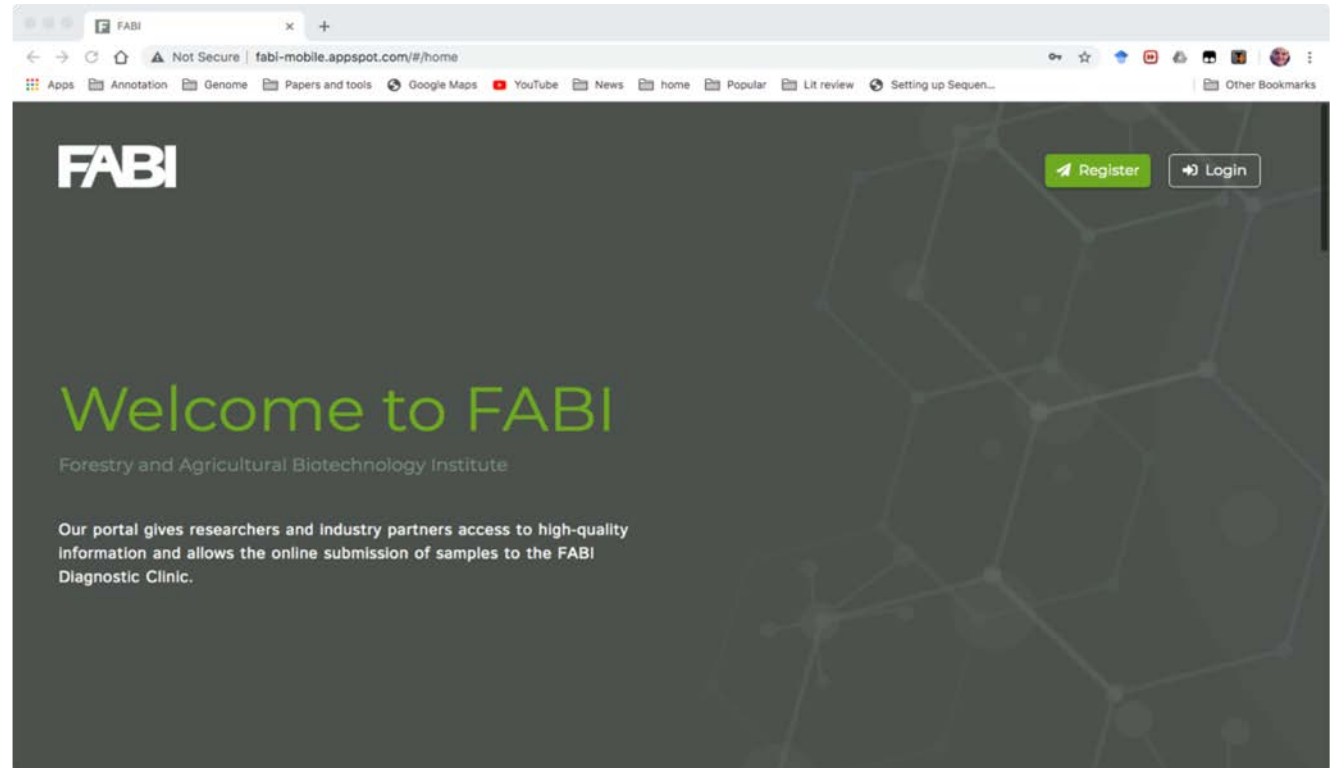 FABI
Not Secure | fabi-mobile.appspot.com/#/home
Apps Annotation Genome Papers and tools Google Maps YouTube News home Popular Lit review Setting up Sequen... Other Bookmarks
FABI
Register Login
Welcome to FABI
Forestry and Agricultural Biotechnology Institute
Our portal gives researchers and industry partners access to high-quality
information and allows the online submission of samples to the FABI
Diagnostic Clinic.